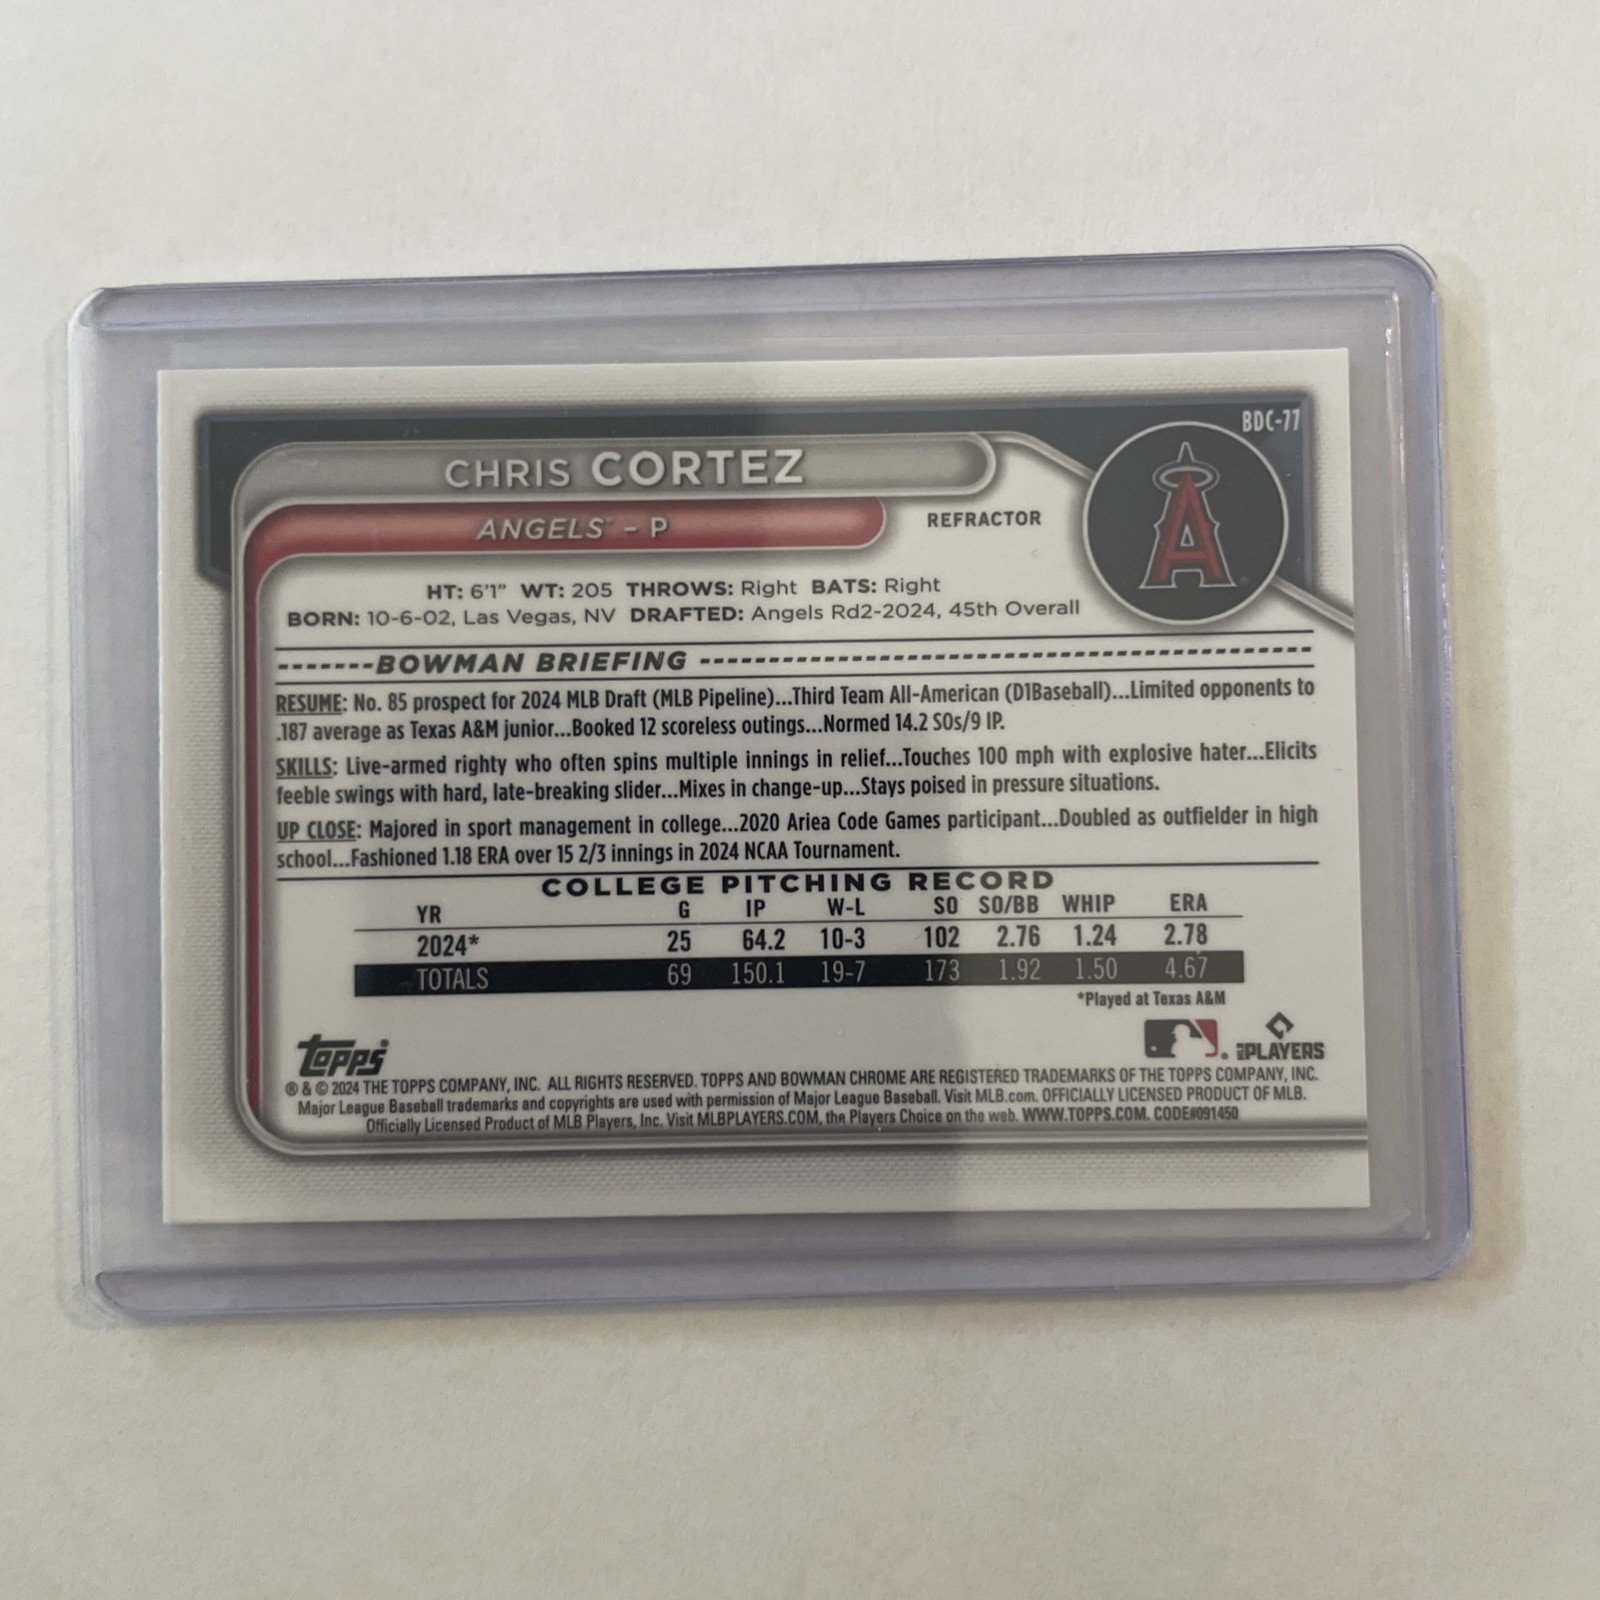 BDC-77
CHRIS CORTEZ
ANGELS - P
REFRACTOR
A
HT: 6'1" WT: 205 THROWS: Right BATS: Right
BORN: 10-6-02, Las Vegas, NV DRAFTED: Angels Rd2-2024, 45th Overall
-------BOWMAN BRIEFING --------------------------------------------
RESUME: No. 85 prospect for 2024 MLB Draft (MLB Pipeline)...Third Team All-American (D1Baseball)...Limited opponents to
.187 average as Texas A&M junior...Booked 12 scoreless outings...Normed 14.2 SOs/9 IP.
SKILLS: Live-armed righty who often spins multiple innings in relief...Touches 100 mph with explosive hater...Elicits
feeble swings with hard, late-breaking slider...Mixes in change-up...Stays poised in pressure situations.
UP CLOSE: Majored in sport management in college...2020 Ariea Code Games participant...Doubled as outfielder in high
school...Fashioned 1.18 ERA over 15 2/3 innings in 2024 NCAA Tournament.
COLLEGE PITCHING RECORD
YR G IP W-L SO SO/BB WHIP ERA
2024* 25 64.2 10-3 102 2.76 1.24 2.78
TOTALS 69 150.1 19-7 173 1.92 1.50 4.67
*Played at Texas A&M
Topps®
PLAYERS
® & © 2024 THE TOPPS COMPANY, INC. ALL RIGHTS RESERVED. TOPPS AND BOWMAN CHROME ARE REGISTERED TRADEMARKS OF THE TOPPS COMPANY, INC.
Major League Baseball trademarks and copyrights are used with permission of Major League Baseball. Visit MLB.com. OFFICIALLY LICENSED PRODUCT OF MLB.
Officially Licensed Product of MLB Players, Inc. Visit MLBPLAYERS.COM, the Players Choice on the web. WWW.TOPPS.COM. CODE#091450